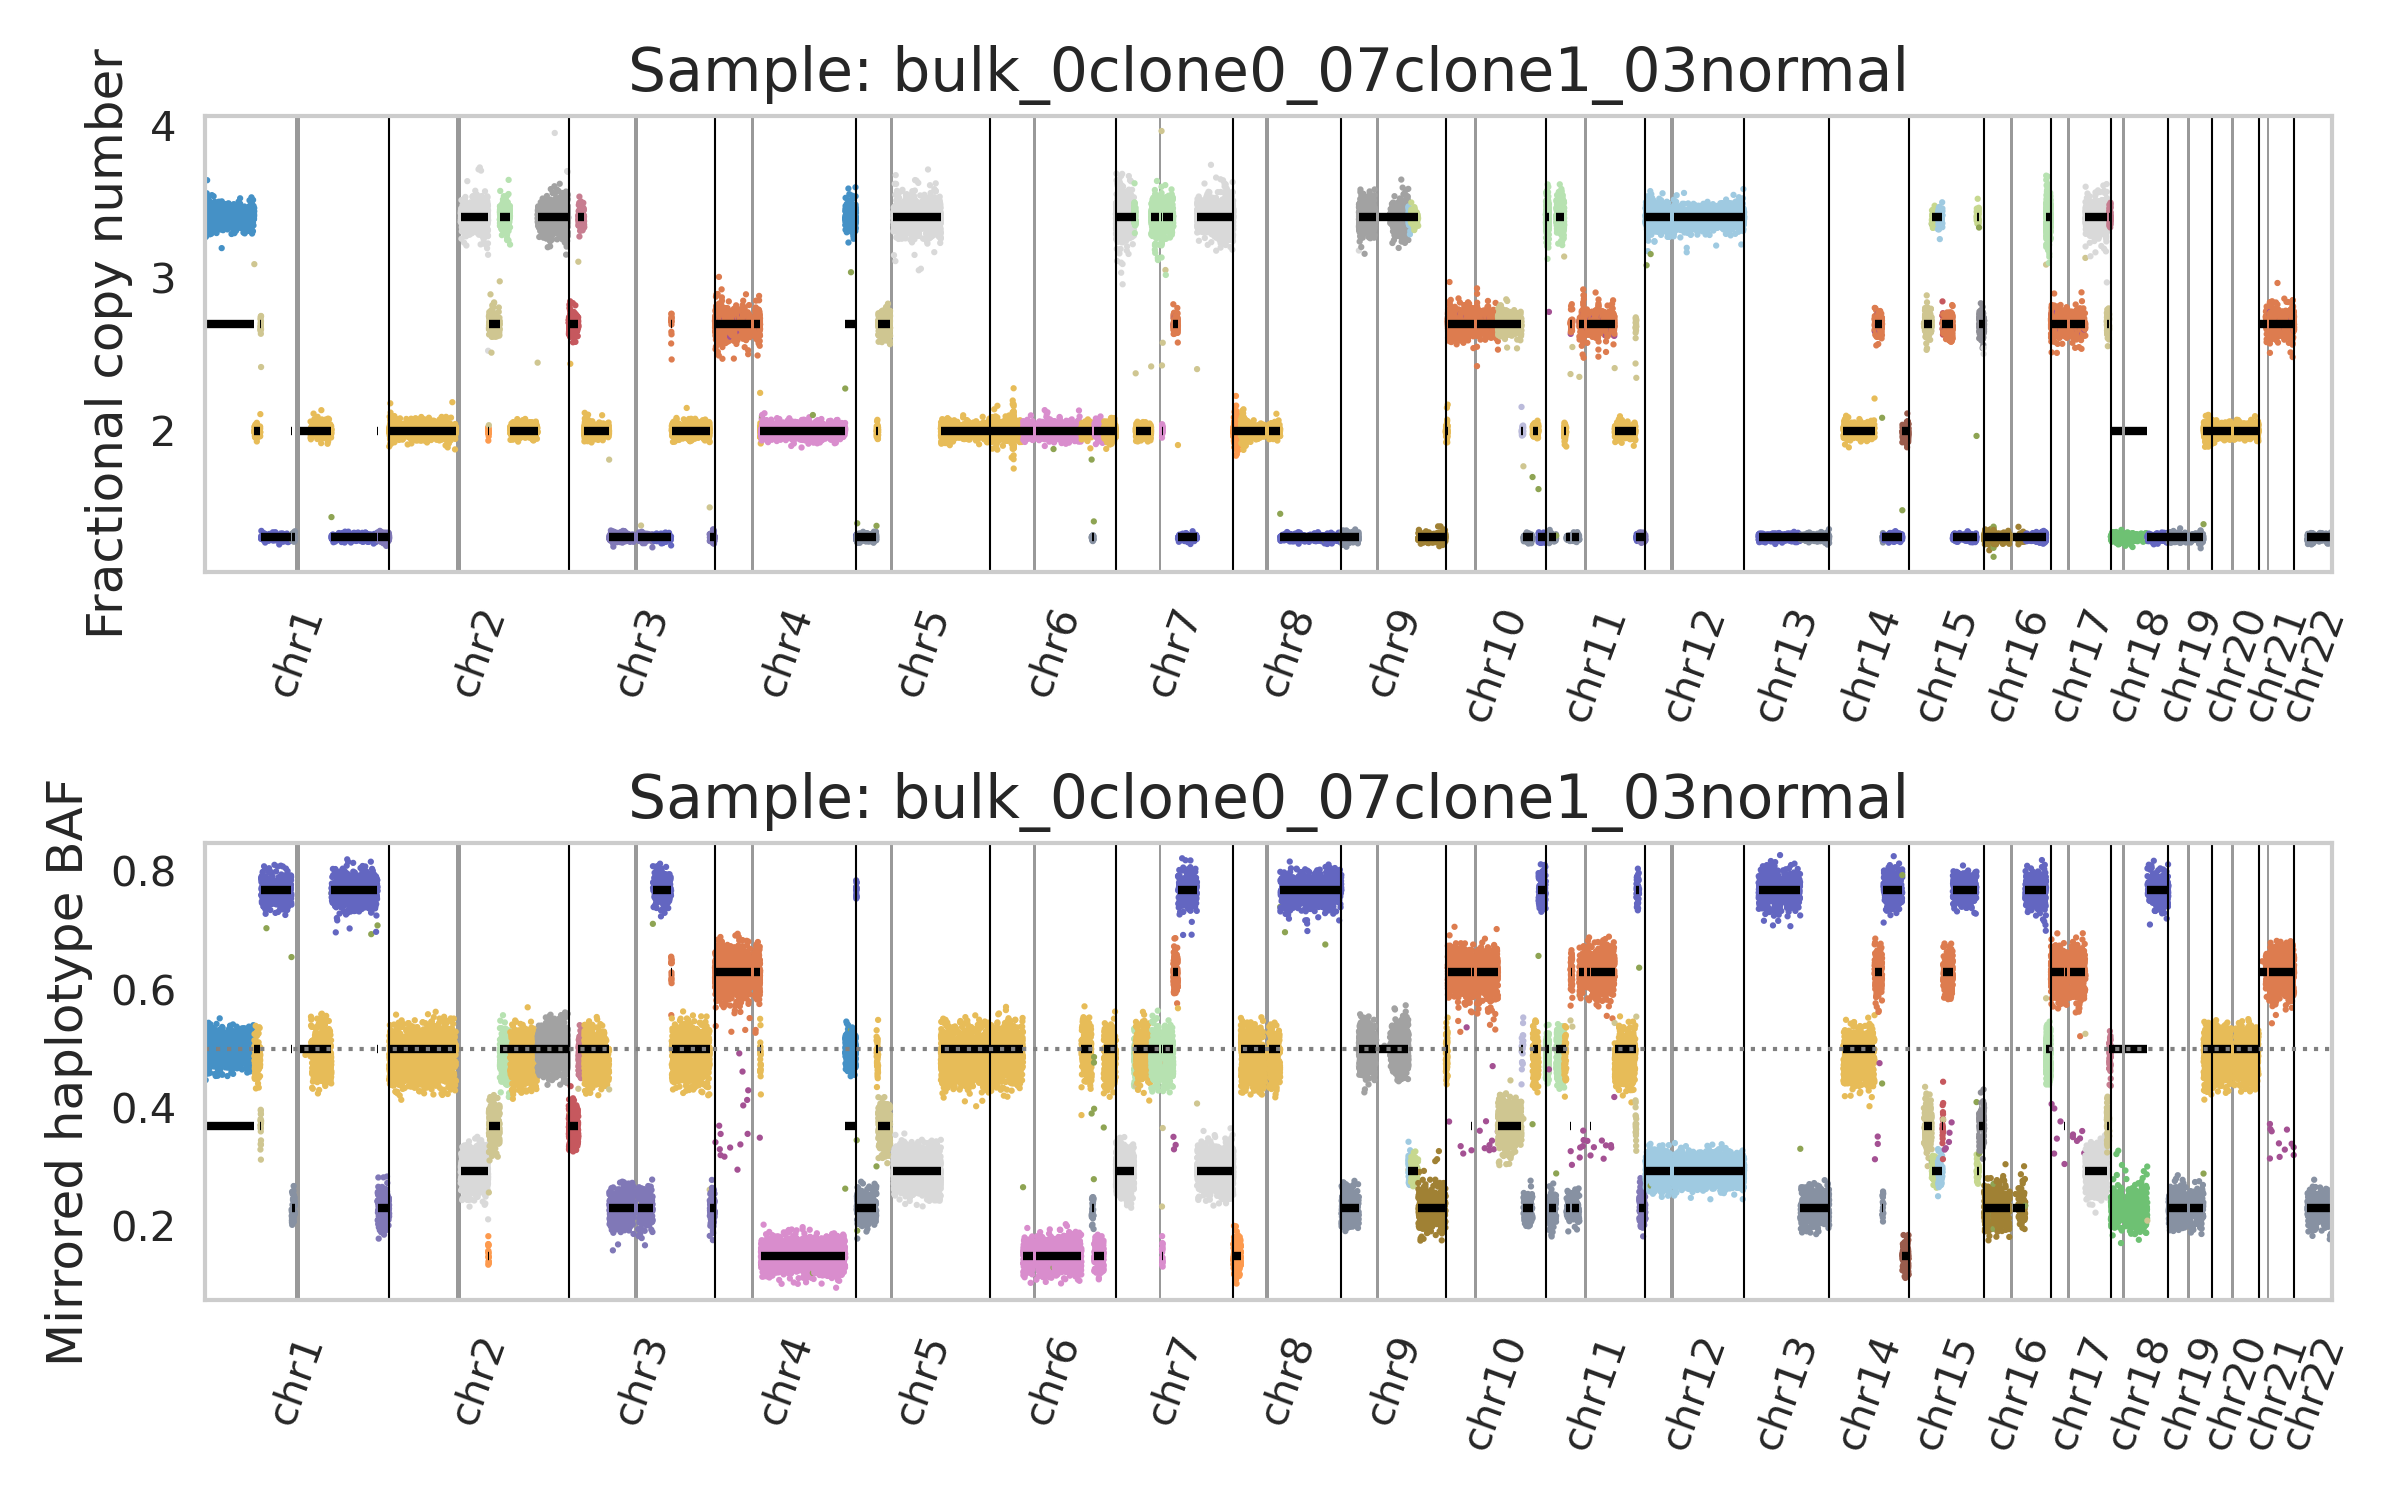 Sample: bulk_0clone0_07clone1_03normal
Fractional copy number
4
3
2
chr1 chr2 chr3 chr4 chr5 chr6 chr7 chr8 chr9 chr10 chr11 chr12 chr13 chr14 chr15 chr16 chr17 chr18 chr19 chr20 chr21 chr22
Sample: bulk_0clone0_07clone1_03normal
Mirrored haplotype BAF
0.8
0.6
0.4
0.2
chr1 chr2 chr3 chr4 chr5 chr6 chr7 chr8 chr9 chr10 chr11 chr12 chr13 chr14 chr15 chr16 chr17 chr18 chr19 chr20 chr21 chr22